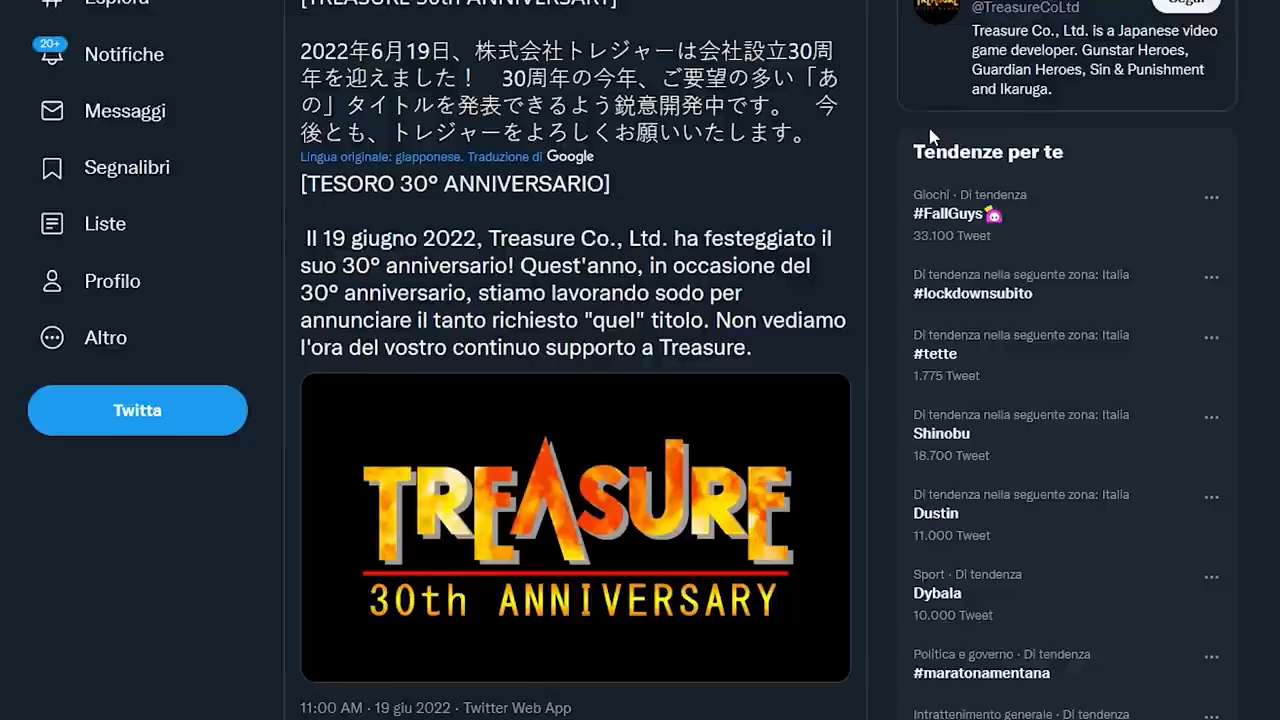 Esplora
20+
Notifiche
Messaggi
Segnalibri
Liste
Profilo
Altro
Twitta
[TREASURE 30th ANNIVERSARY]
2022年6月19日、株式会社トレジャーは会社設立30周
年を迎えました！　30周年の今年、ご要望の多い「あ
の」タイトルを発表できるよう鋭意開発中です。　今
後とも、トレジャーをよろしくお願いいたします。
Lingua originale: giapponese. Traduzione di Google
[TESORO 30° ANNIVERSARIO]
Il 19 giugno 2022, Treasure Co., Ltd. ha festeggiato il
suo 30° anniversario! Quest'anno, in occasione del
30° anniversario, stiamo lavorando sodo per
annunciare il tanto richiesto "quel" titolo. Non vediamo
l'ora del vostro continuo supporto a Treasure.
TREASURE
30th ANNIVERSARY
11:00 AM · 19 giu 2022 · Twitter Web App
@TreasureCoLtd
Segui
Treasure Co., Ltd. is a Japanese video
game developer. Gunstar Heroes,
Guardian Heroes, Sin & Punishment
and Ikaruga.
Tendenze per te
Giochi · Di tendenza
#FallGuys
33.100 Tweet
Di tendenza nella seguente zona: Italia
#lockdownsubito
Di tendenza nella seguente zona: Italia
#tette
1.775 Tweet
Di tendenza nella seguente zona: Italia
Shinobu
18.700 Tweet
Di tendenza nella seguente zona: Italia
Dustin
11.000 Tweet
Sport · Di tendenza
Dybala
10.000 Tweet
Politica e governo · Di tendenza
#maratonamentana
Intrattenimento generale · Di tendenza